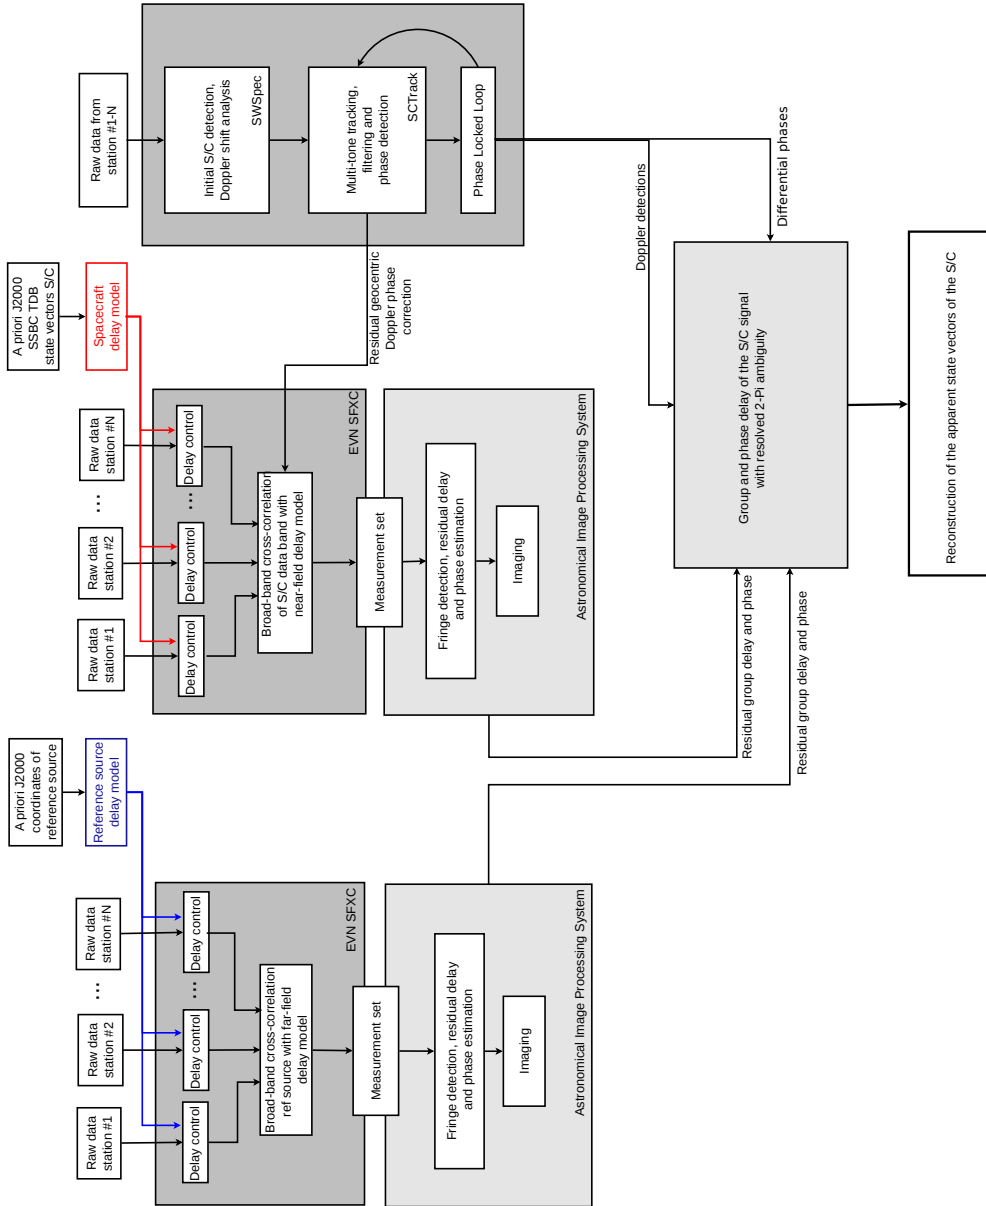 A priori J2000
coordinates of
reference source
Reference source
delay model
Raw data
station #1
Raw data
station #2
...
Raw data
station #N
Delay control
Delay control
...
Delay control
Broad-band cross-correlation
ref source with far-field
delay model
EVN SFXC
Measurement set
Fringe detection, residual delay
and phase estimation
Imaging
Astronomical Image Processing System
Residual group delay and phase
A priori J2000
SSBC TDB
state vectors S/C
Spacecraft
delay model
Raw data
station #1
Raw data
station #2
...
Raw data
station #N
Delay control
Delay control
...
Delay control
Broad-band cross-correlation
of S/C data band with
near-field delay model
EVN SFXC
Measurement set
Fringe detection, residual delay
and phase estimation
Imaging
Astronomical Image Processing System
Residual group delay and phase
Raw data from
station #1-N
Initial S/C detection,
Doppler shift analysis
SWSpec
Multi-tone tracking,
filtering and
phase detection
SCTrack
Phase Locked Loop
Residual geocentric
Doppler phase
correction
Doppler detections
Differential phases
Group and phase delay of the S/C signal
with resolved 2-Pi ambiguity
Reconstruction of the apparent state vectors of the S/C